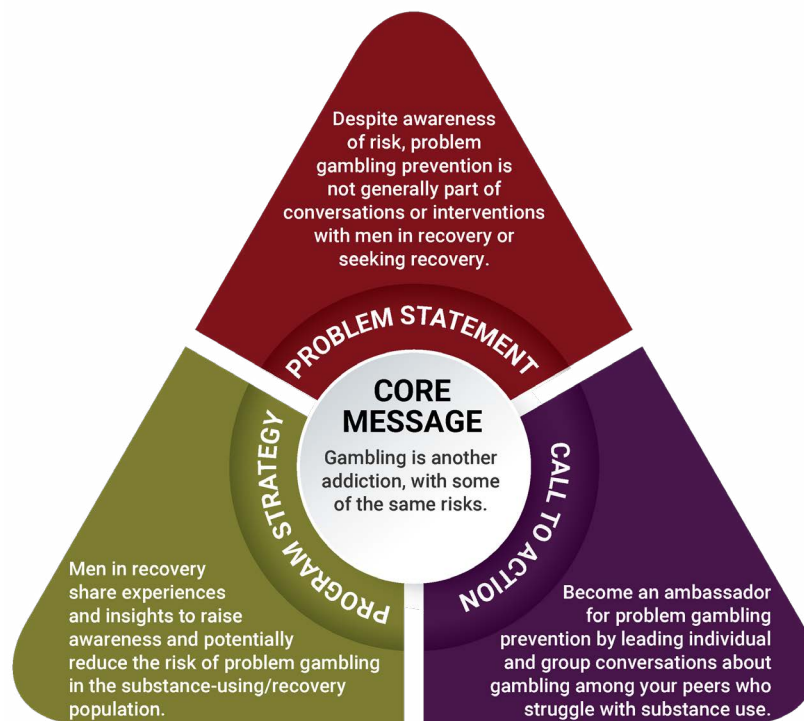 Despite awareness
of risk, problem
gambling prevention is
not generally part of
conversations or interventions
with men in recovery or
seeking recovery.
PROBLEM STATEMENT
CORE
MESSAGE
Gambling is another
addiction, with some
of the same risks.
PROGRAM STRATEGY
CALL TO ACTION
Men in recovery
share experiences
and insights to raise
awareness and potentially
reduce the risk of problem gambling
in the substance-using/recovery
population.
Become an ambassador
for problem gambling
prevention by leading individual
and group conversations about
gambling among your peers who
struggle with substance use.